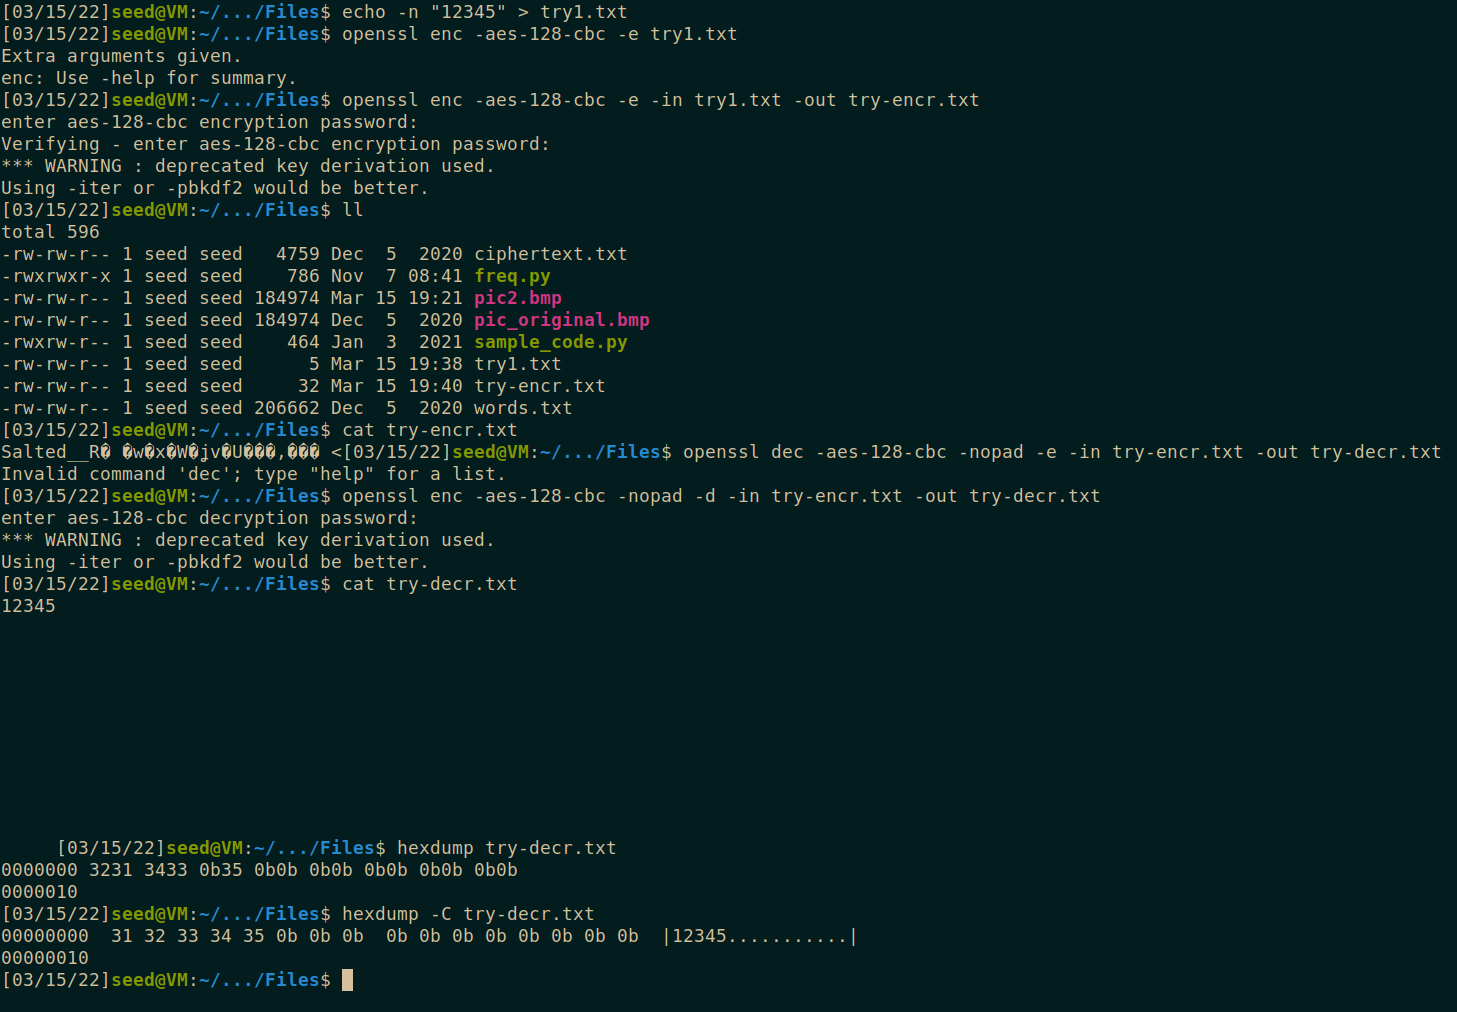 [03/15/22]seed@VM:~/.../Files$ echo -n "12345" > try1.txt
[03/15/22]seed@VM:~/.../Files$ openssl enc -aes-128-cbc -e try1.txt
Extra arguments given.
enc: Use -help for summary.
[03/15/22]seed@VM:~/.../Files$ openssl enc -aes-128-cbc -e -in try1.txt -out try-encr.txt
enter aes-128-cbc encryption password:
Verifying - enter aes-128-cbc encryption password:
*** WARNING : deprecated key derivation used.
Using -iter or -pbkdf2 would be better.
[03/15/22]seed@VM:~/.../Files$ ll
total 596
-rw-rw-r-- 1 seed seed   4759 Dec  5  2020 ciphertext.txt
-rwxrwxr-x 1 seed seed    786 Nov  7 08:41 freq.py
-rw-rw-r-- 1 seed seed 184974 Mar 15 19:21 pic2.bmp
-rw-rw-r-- 1 seed seed 184974 Dec  5  2020 pic_original.bmp
-rwxrw-r-- 1 seed seed    464 Jan  3  2021 sample_code.py
-rw-rw-r-- 1 seed seed      5 Mar 15 19:38 try1.txt
-rw-rw-r-- 1 seed seed     32 Mar 15 19:40 try-encr.txt
-rw-rw-r-- 1 seed seed 206662 Dec  5  2020 words.txt
[03/15/22]seed@VM:~/.../Files$ cat try-encr.txt
Salted__R� �w�x�W�jv�U���,��� <[03/15/22]seed@VM:~/.../Files$ openssl dec -aes-128-cbc -nopad -e -in try-encr.txt -out try-decr.txt
Invalid command 'dec'; type "help" for a list.
[03/15/22]seed@VM:~/.../Files$ openssl enc -aes-128-cbc -nopad -d -in try-encr.txt -out try-decr.txt
enter aes-128-cbc decryption password:
*** WARNING : deprecated key derivation used.
Using -iter or -pbkdf2 would be better.
[03/15/22]seed@VM:~/.../Files$ cat try-decr.txt
12345
[03/15/22]seed@VM:~/.../Files$ hexdump try-decr.txt
0000000 3231 3433 0b35 0b0b 0b0b 0b0b 0b0b 0b0b
0000010
[03/15/22]seed@VM:~/.../Files$ hexdump -C try-decr.txt
00000000  31 32 33 34 35 0b 0b 0b  0b 0b 0b 0b 0b 0b 0b 0b  |12345...........|
00000010
[03/15/22]seed@VM:~/.../Files$